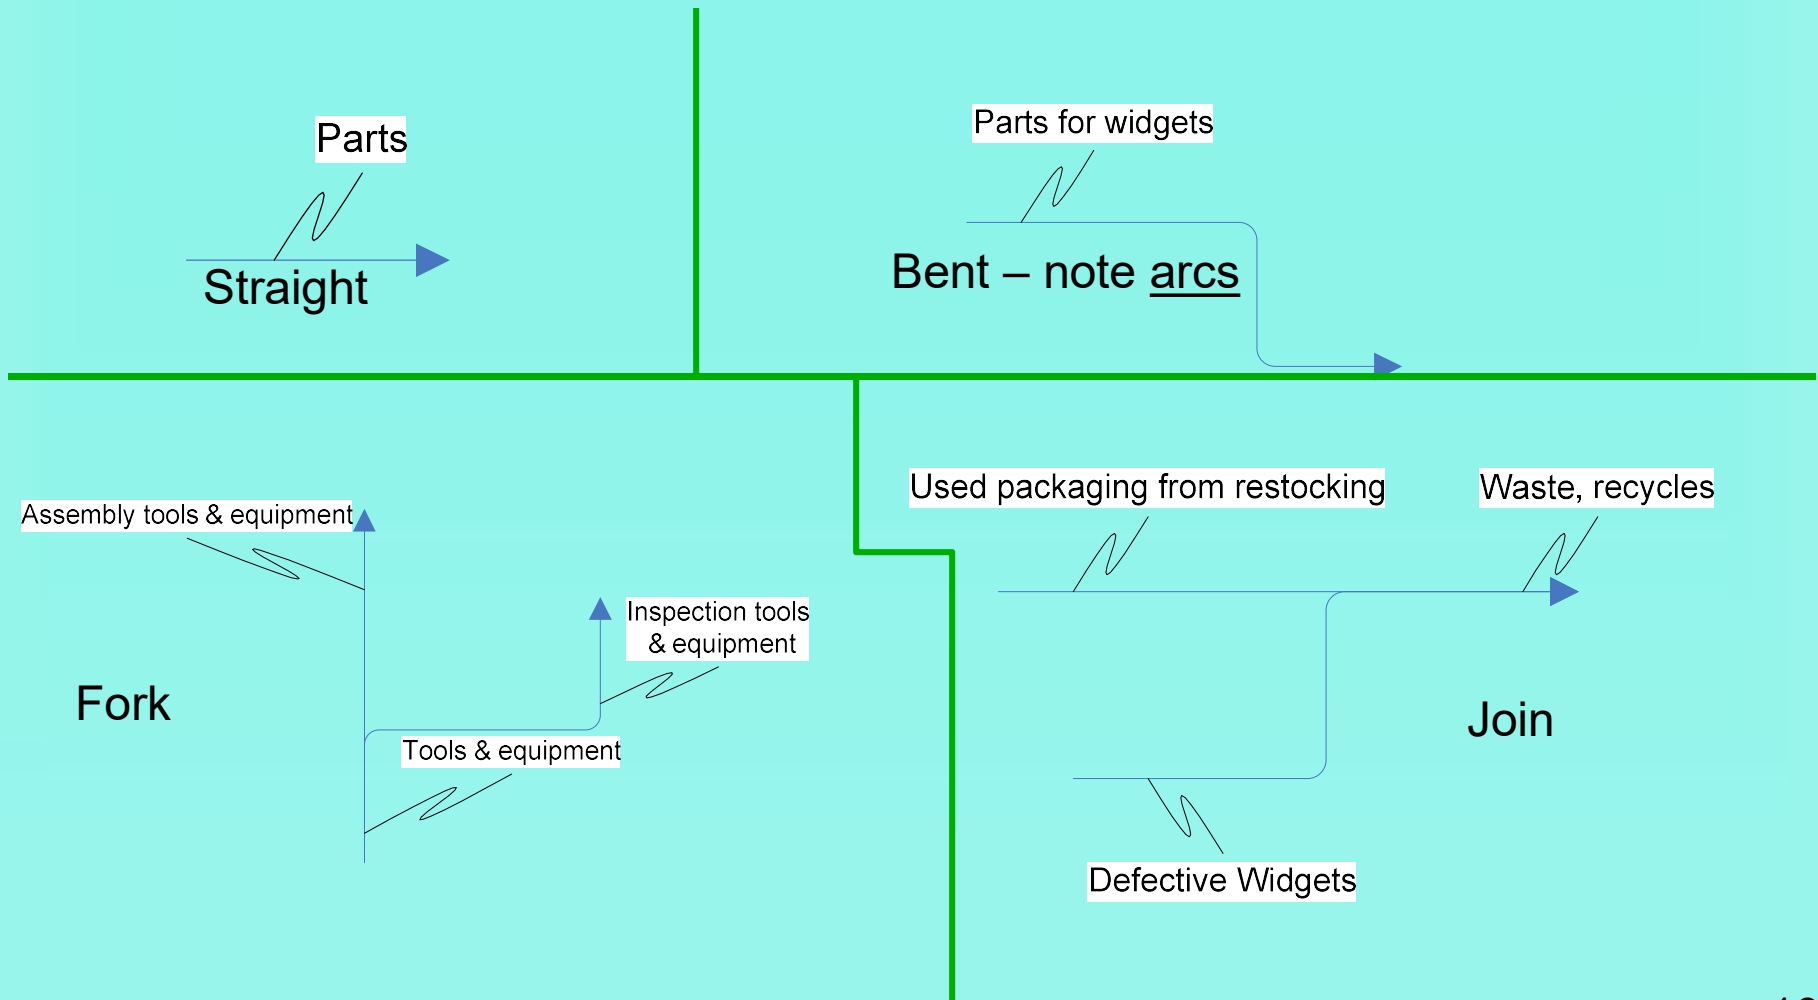 Parts
Straight
Parts for widgets
Bent – note arcs
Assembly tools & equipment
Inspection tools
& equipment
Fork
Tools & equipment
Used packaging from restocking
Waste, recycles
Join
Defective Widgets